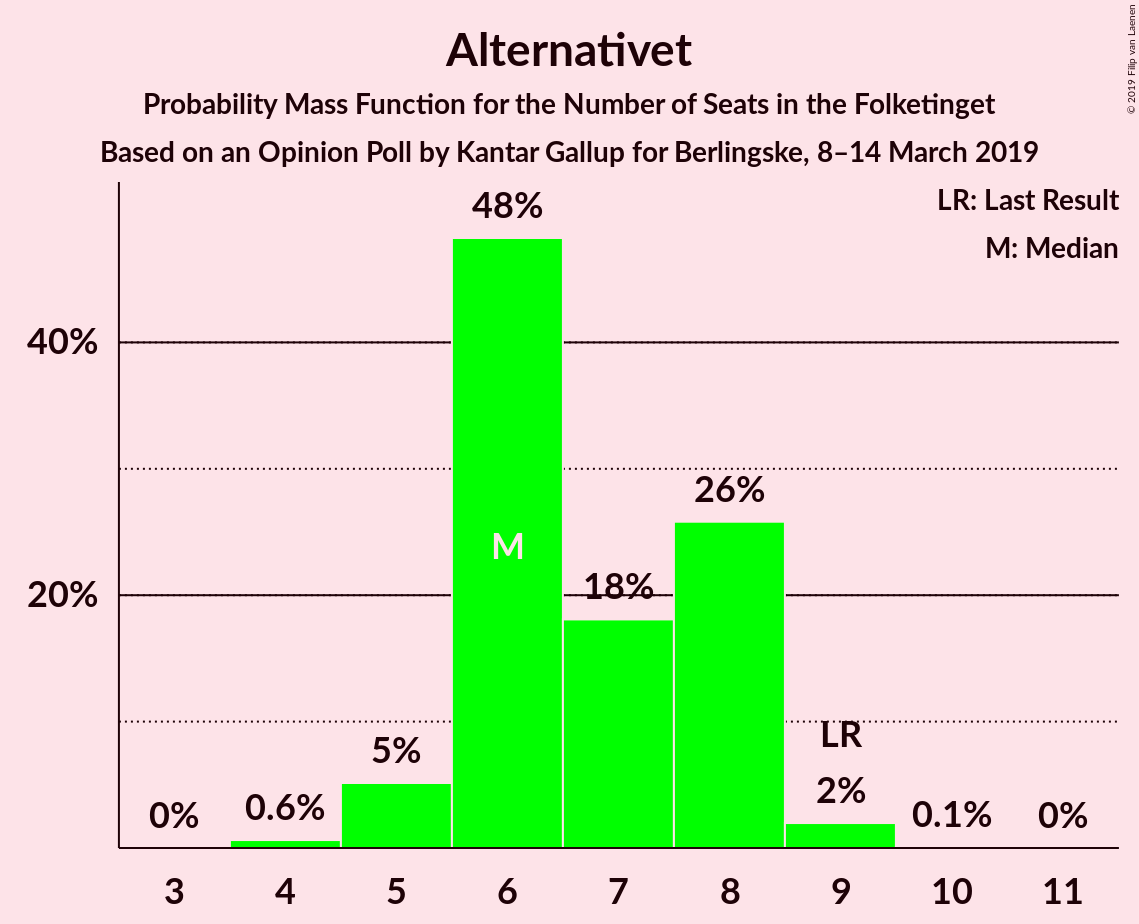 Alternativet
Probability Mass Function for the Number of Seats in the Folketinget
Based on an Opinion Poll by Kantar Gallup for Berlingske, 8–14 March 2019
© 2019 Filip van Laenen
LR: Last Result
M: Median
40%
20%
0%
0.6%
5%
48%
M
18%
26%
LR
2%
0.1%
0%
3 4 5 6 7 8 9 10 11